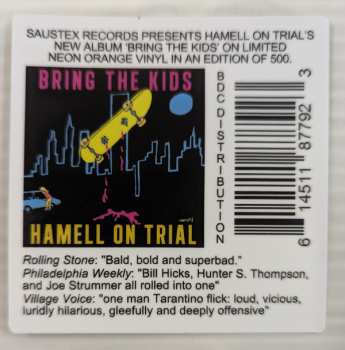 SAUSTEX RECORDS PRESENTS HAMELL ON TRIAL'S
NEW ALBUM 'BRING THE KIDS' ON LIMITED
NEON ORANGE VINYL IN AN EDITION OF 500.
BRING THE KIDS
HAMELL ON TRIAL
BDC DISTRIBUTION
6 14511 87792 3
Rolling Stone: "Bald, bold and superbad."
Philadelphia Weekly: "Bill Hicks, Hunter S. Thompson,
and Joe Strummer all rolled into one"
Village Voice: "one man Tarantino flick: loud, vicious,
luridly hilarious, gleefully and deeply offensive"